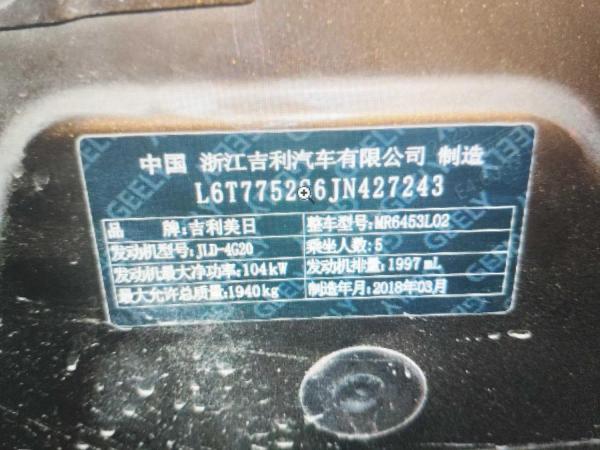 中国 浙江吉利汽车有限公司 制造
品 牌:吉利美日
整车型号:MR6453L02
发动机型号:JLD-4G20
乘坐人数:5
发动机最大净功率:104kW
发动机排量:1997mL
最大允许总质量:1940kg
制造年月:2018年03月